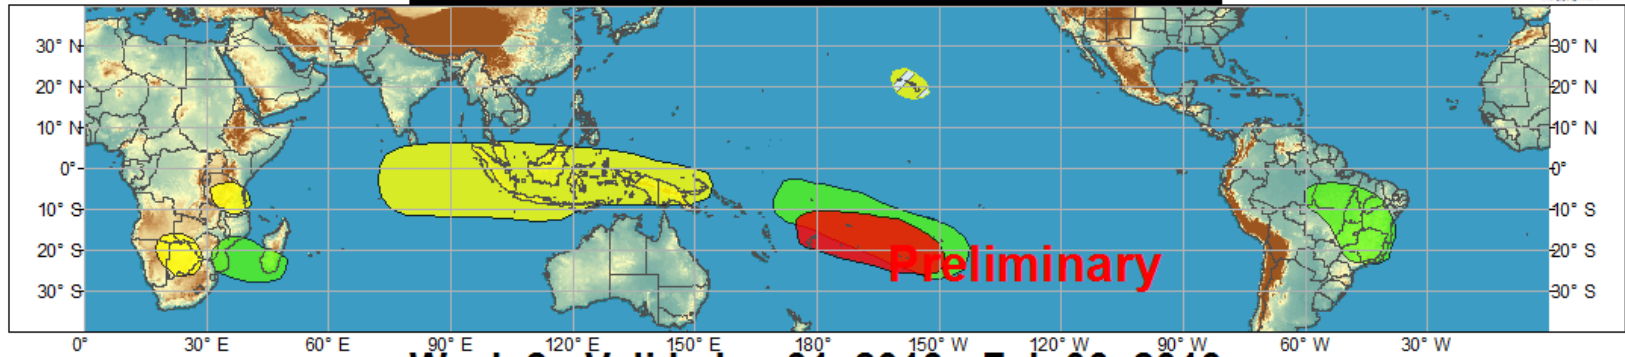 30° N 30° N
20° N 20° N
10° N 10° N
0° 0°
10° S 10° S
20° S 20° S
Preliminary
30° S 30° S
0° 30° E 60° E 90° E 120° E 150° E 180° 150° W 120° W 90° W 60° W 30° W